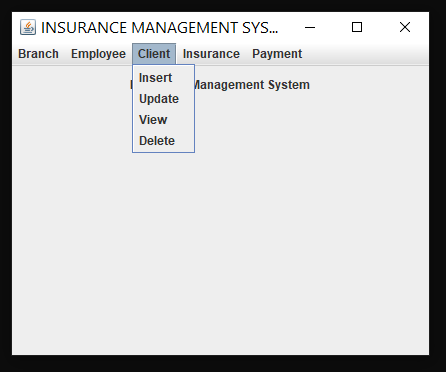 INSURANCE MANAGEMENT SYS...
Branch Employee Client Insurance Payment
Management System
Insert
Update
View
Delete